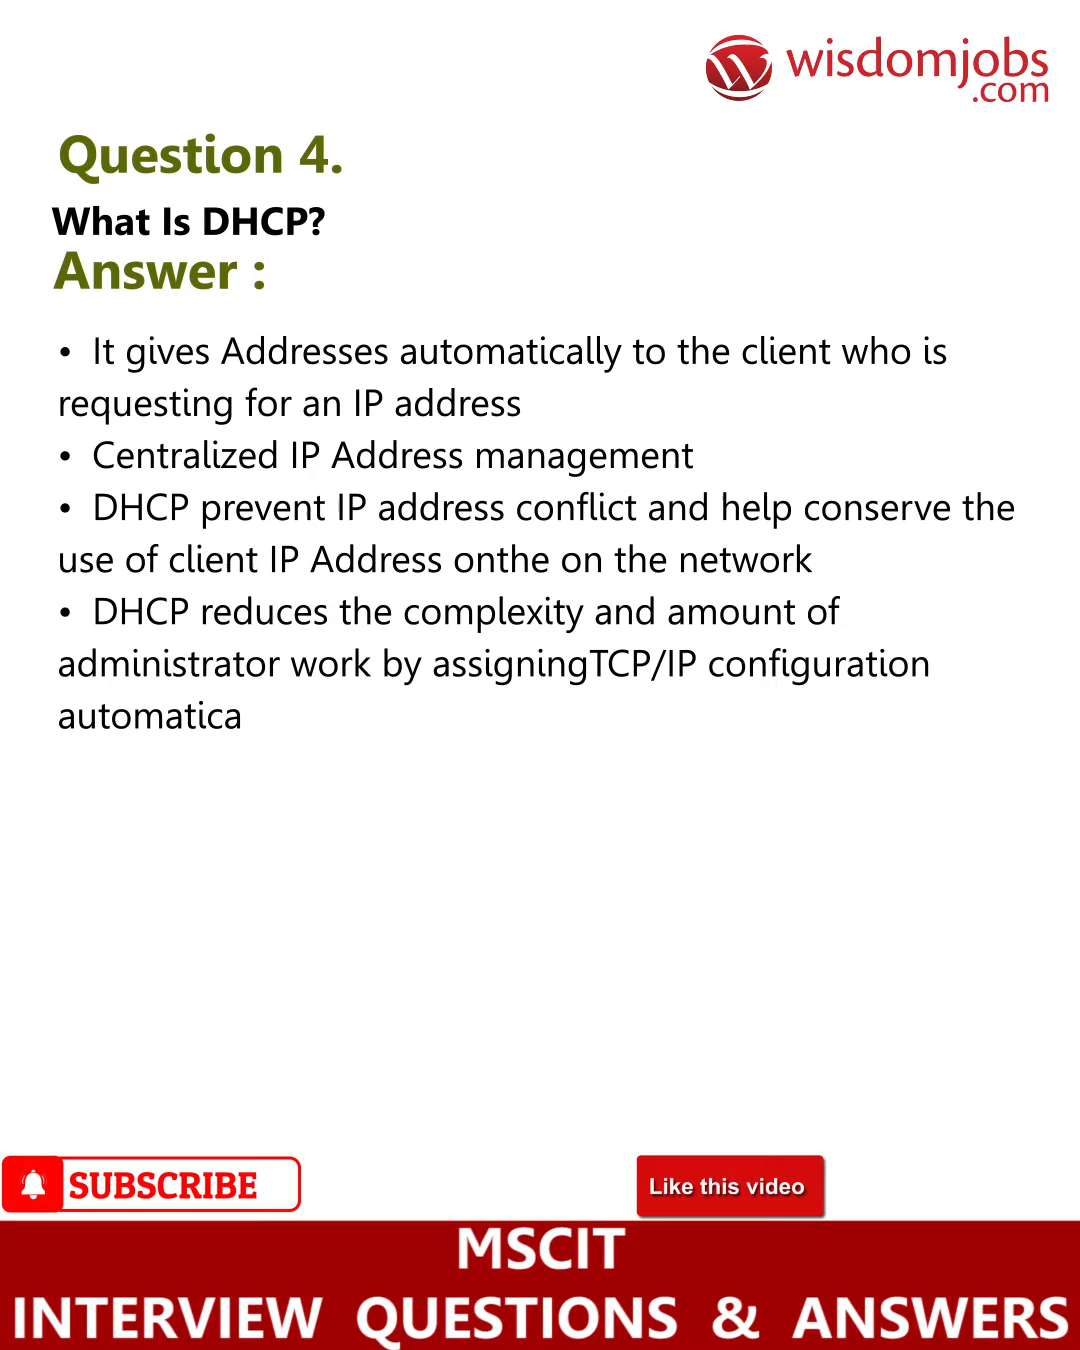 wisdomjobs
.com
Question 4.
What Is DHCP?
Answer :
• It gives Addresses automatically to the client who is
requesting for an IP address
• Centralized IP Address management
• DHCP prevent IP address conflict and help conserve the
use of client IP Address onthe on the network
• DHCP reduces the complexity and amount of
administrator work by assigningTCP/IP configuration
automatica
SUBSCRIBE
Like this video
MSCIT
INTERVIEW QUESTIONS & ANSWERS